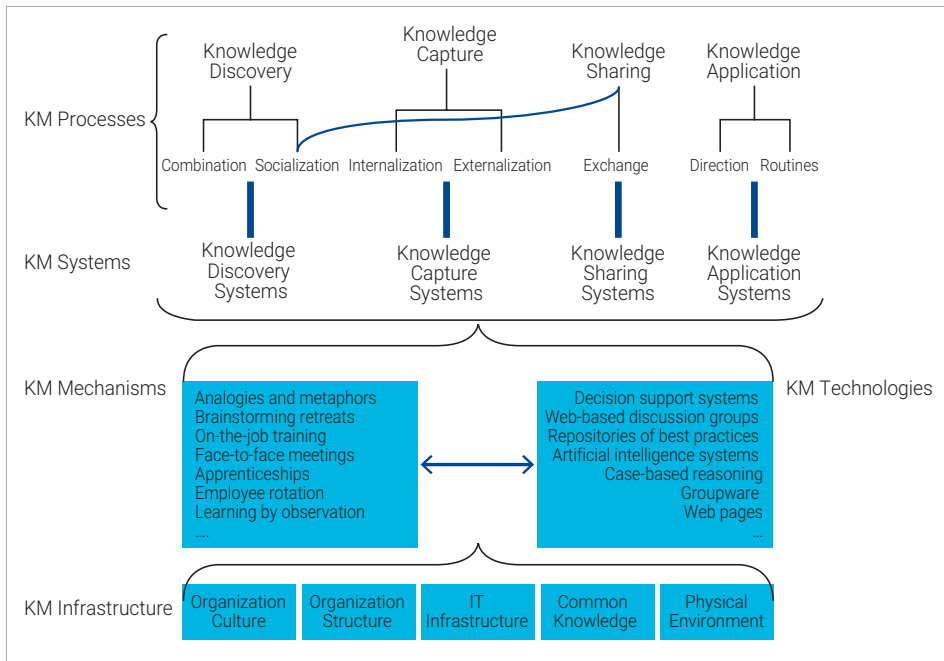 Knowledge
Discovery
Knowledge
Capture
Knowledge
Sharing
Knowledge
Application
KM Processes
Combination
Socialization
Internalization
Externalization
Exchange
Direction
Routines
KM Systems
Knowledge
Discovery
Systems
Knowledge
Capture
Systems
Knowledge
Sharing
Systems
Knowledge
Application
Systems
KM Mechanisms
Analogies and metaphors
Brainstorming retreats
On-the-job training
Face-to-face meetings
Apprenticeships
Employee rotation
Learning by observation
....
Decision support systems
Web-based discussion groups
Repositories of best practices
Artificial intelligence systems
Case-based reasoning
Groupware
Web pages
...
KM Technologies
KM Infrastructure
Organization
Culture
Organization
Structure
IT
Infrastructure
Common
Knowledge
Physical
Environment